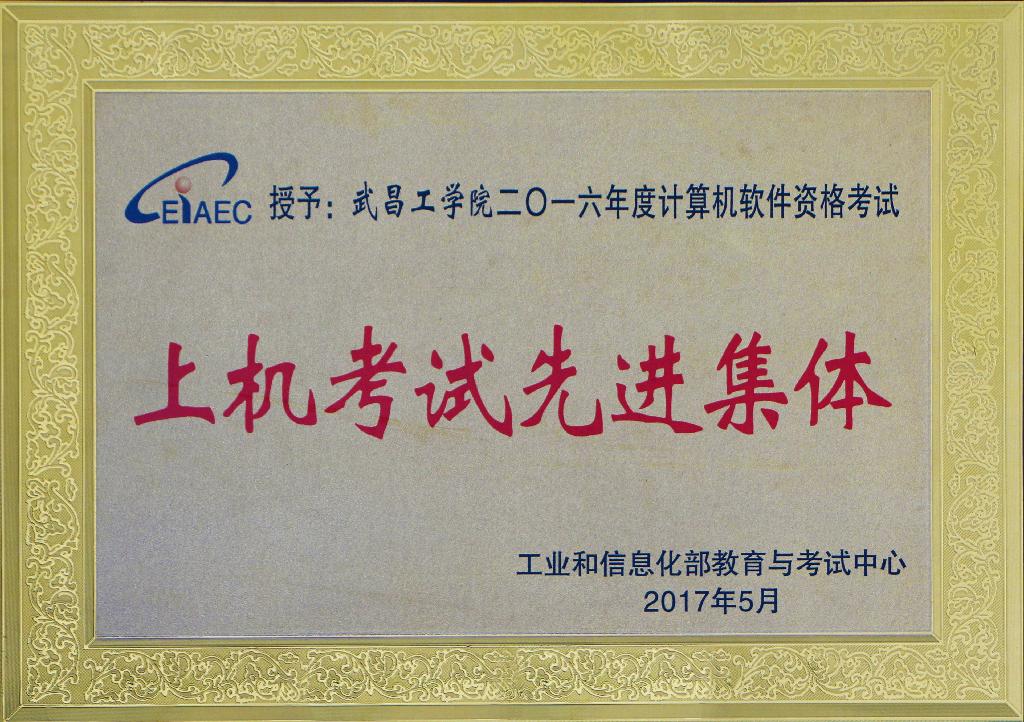 CEIAEC 授予：武昌工学院二〇一六年度计算机软件资格考试
上机考试先进集体
工业和信息化部教育与考试中心
2017年5月